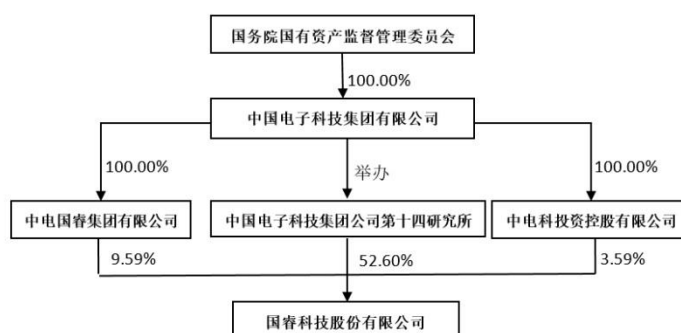 国务院国有资产监督管理委员会
100.00%
中国电子科技集团有限公司
100.00%
举办
100.00%
中电国睿集团有限公司
中国电子科技集团公司第十四研究所
中电科投资控股有限公司
9.59%
52.60%
3.59%
国睿科技股份有限公司